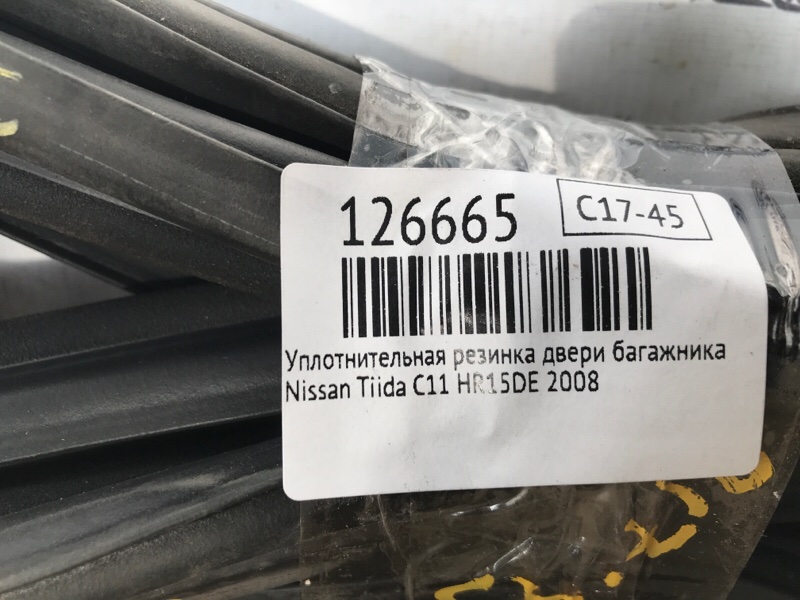 126665
C17-45
Уплотнительная резинка двери багажника
Nissan Tiida C11 HR15DE 2008